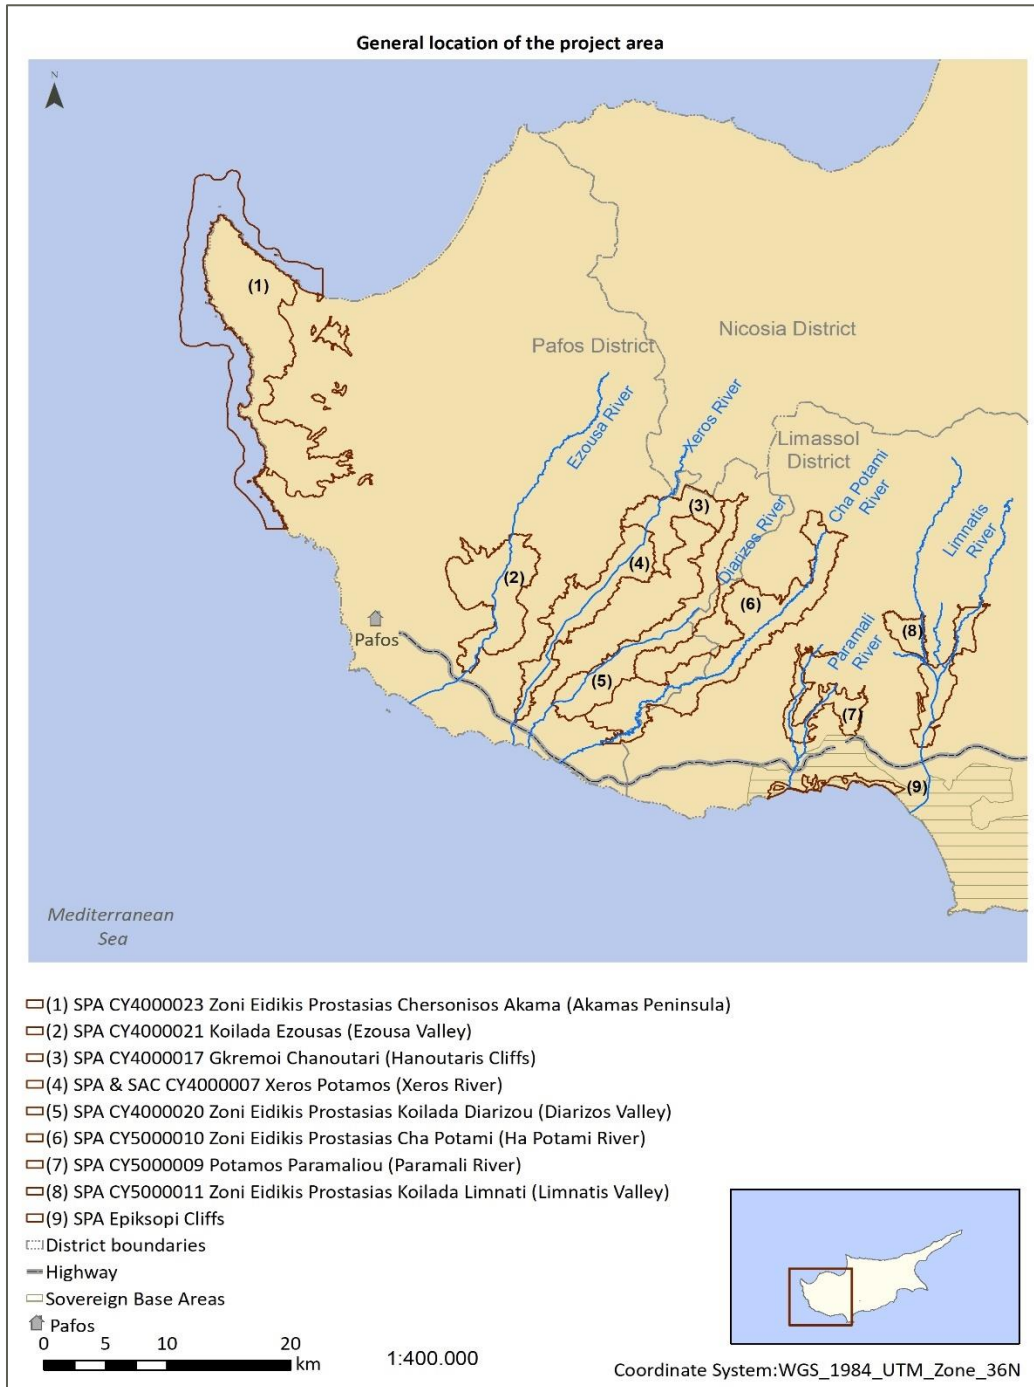 General location of the project area
N
(1)
Pafos District
Nicosia District
Ezousa River
Xeros River
Limassol
District
Cha Potami
River
(3)
Diarizos River
Limnatis
River
(2)
(4)
(6)
Pafos
Paramali
River
(8)
(5)
(7)
(9)
Mediterranean
Sea
(1) SPA CY4000023 Zoni Eidikis Prostasias Chersonisos Akama (Akamas Peninsula)
(2) SPA CY4000021 Koilada Ezousas (Ezousa Valley)
(3) SPA CY4000017 Gkremoi Chanoutari (Hanoutaris Cliffs)
(4) SPA & SAC CY4000007 Xeros Potamos (Xeros River)
(5) SPA CY4000020 Zoni Eidikis Prostasias Koilada Diarizou (Diarizos Valley)
(6) SPA CY5000010 Zoni Eidikis Prostasias Cha Potami (Ha Potami River)
(7) SPA CY5000009 Potamos Paramaliou (Paramali River)
(8) SPA CY5000011 Zoni Eidikis Prostasias Koilada Limnati (Limnatis Valley)
(9) SPA Epiksopi Cliffs
District boundaries
Highway
Sovereign Base Areas
Pafos
0 5 10 20
km
1:400.000
Coordinate System:WGS_1984_UTM_Zone_36N